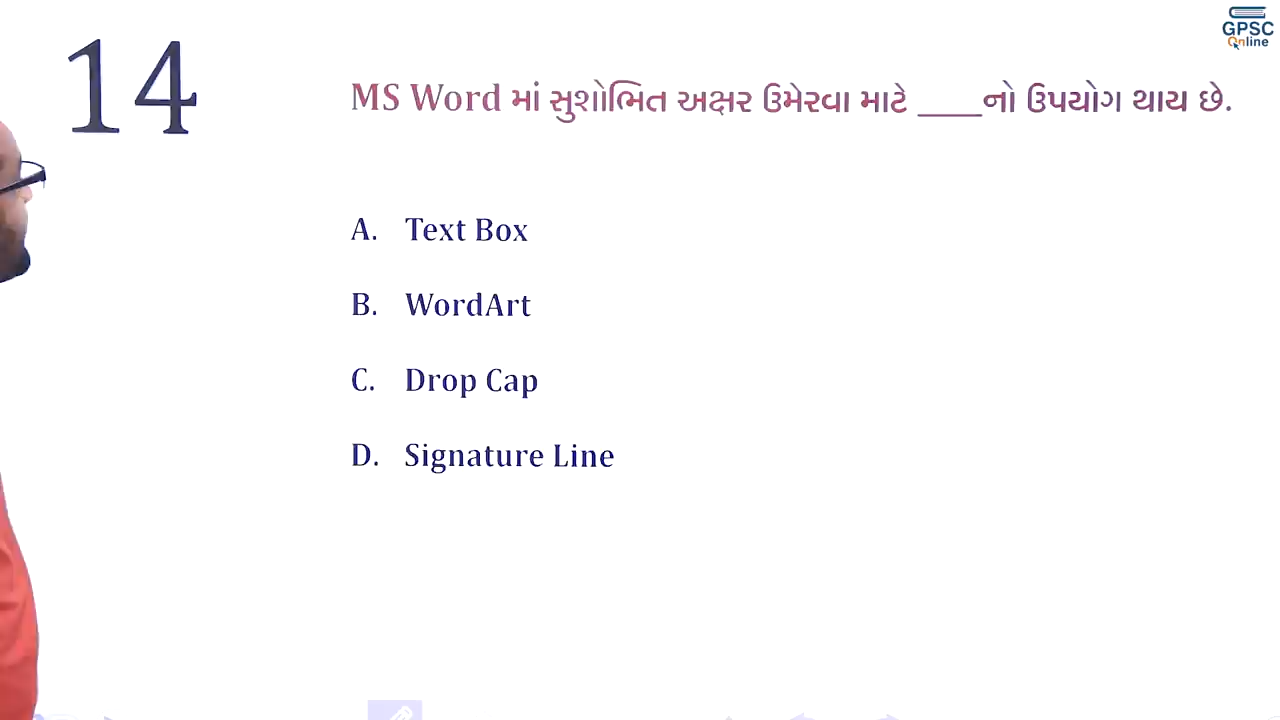 GPSC
Online
14
MS Word માં સુશોભિત અક્ષર ઉમેરવા માટે ____નો ઉપયોગ થાય છે.
A. Text Box
B. WordArt
C. Drop Cap
D. Signature Line